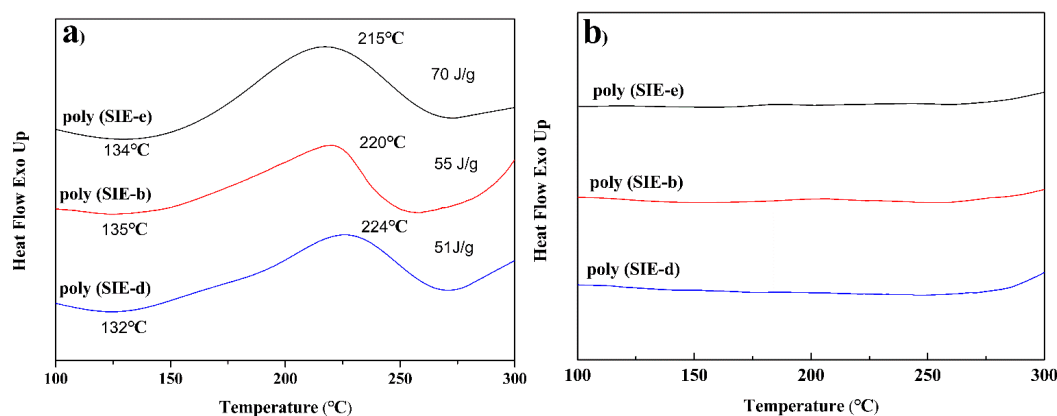 a)
215°C
70 J/g
poly (SIE-e)
134°C
220°C
55 J/g
poly (SIE-b)
135°C
224°C
51J/g
poly (SIE-d)
132°C
Heat Flow Exo Up
100 150 200 250 300
Temperature (°C)
b)
poly (SIE-e)
poly (SIE-b)
poly (SIE-d)
Heat Flow Exo Up
100 150 200 250 300
Temperature (°C)